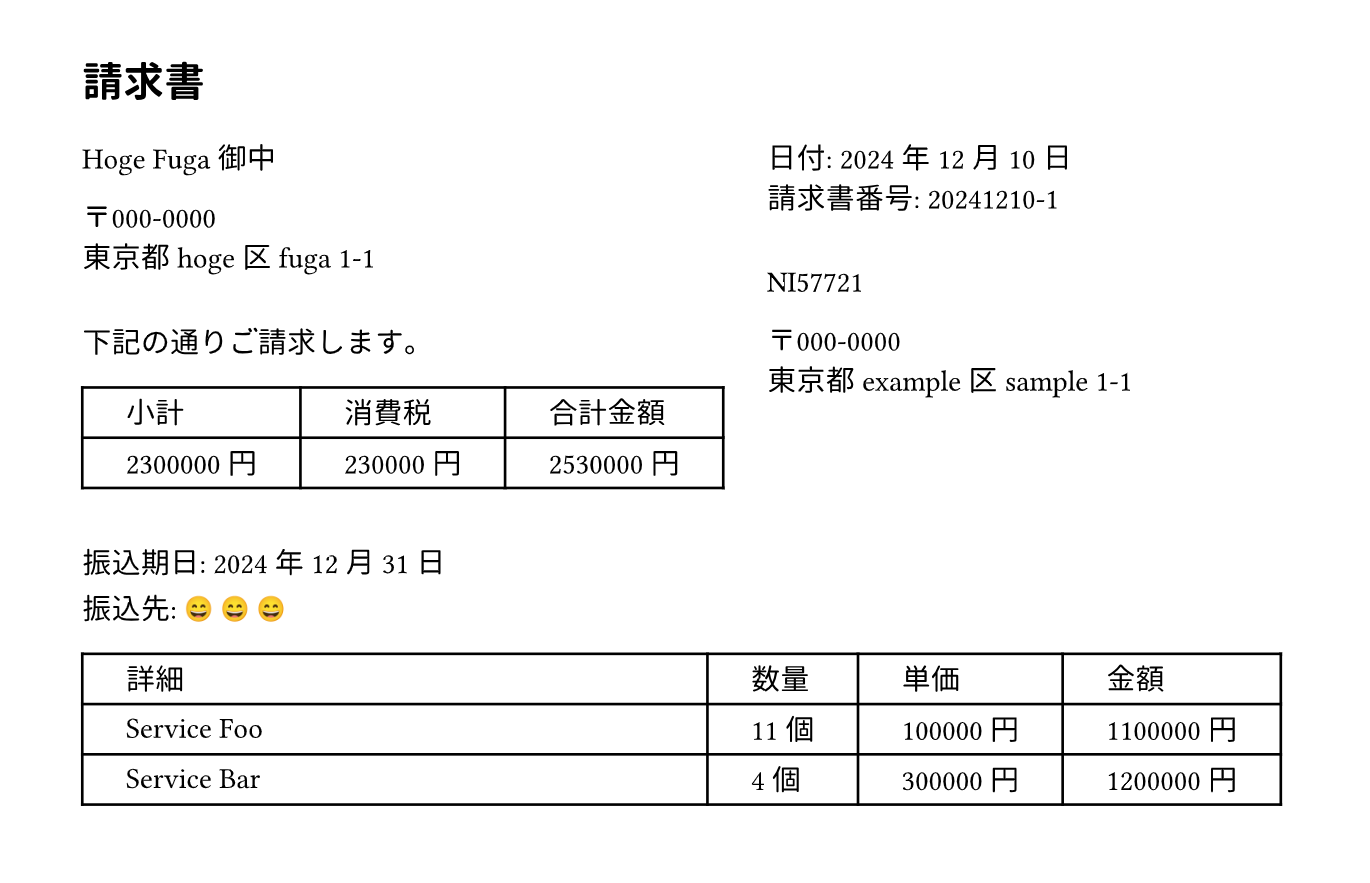 請求書
Hoge Fuga 御中
〒000-0000
東京都 hoge 区 fuga 1-1
下記の通りご請求します。
小計 消費税 合計金額
2300000 円 230000 円 2530000 円
日付: 2024 年 12 月 10 日
請求書番号: 20241210-1
NI57721
〒000-0000
東京都 example 区 sample 1-1
振込期日: 2024 年 12 月 31 日
振込先: 😄 😄 😄
詳細 数量 単価 金額
Service Foo 11 個 100000 円 1100000 円
Service Bar 4 個 300000 円 1200000 円